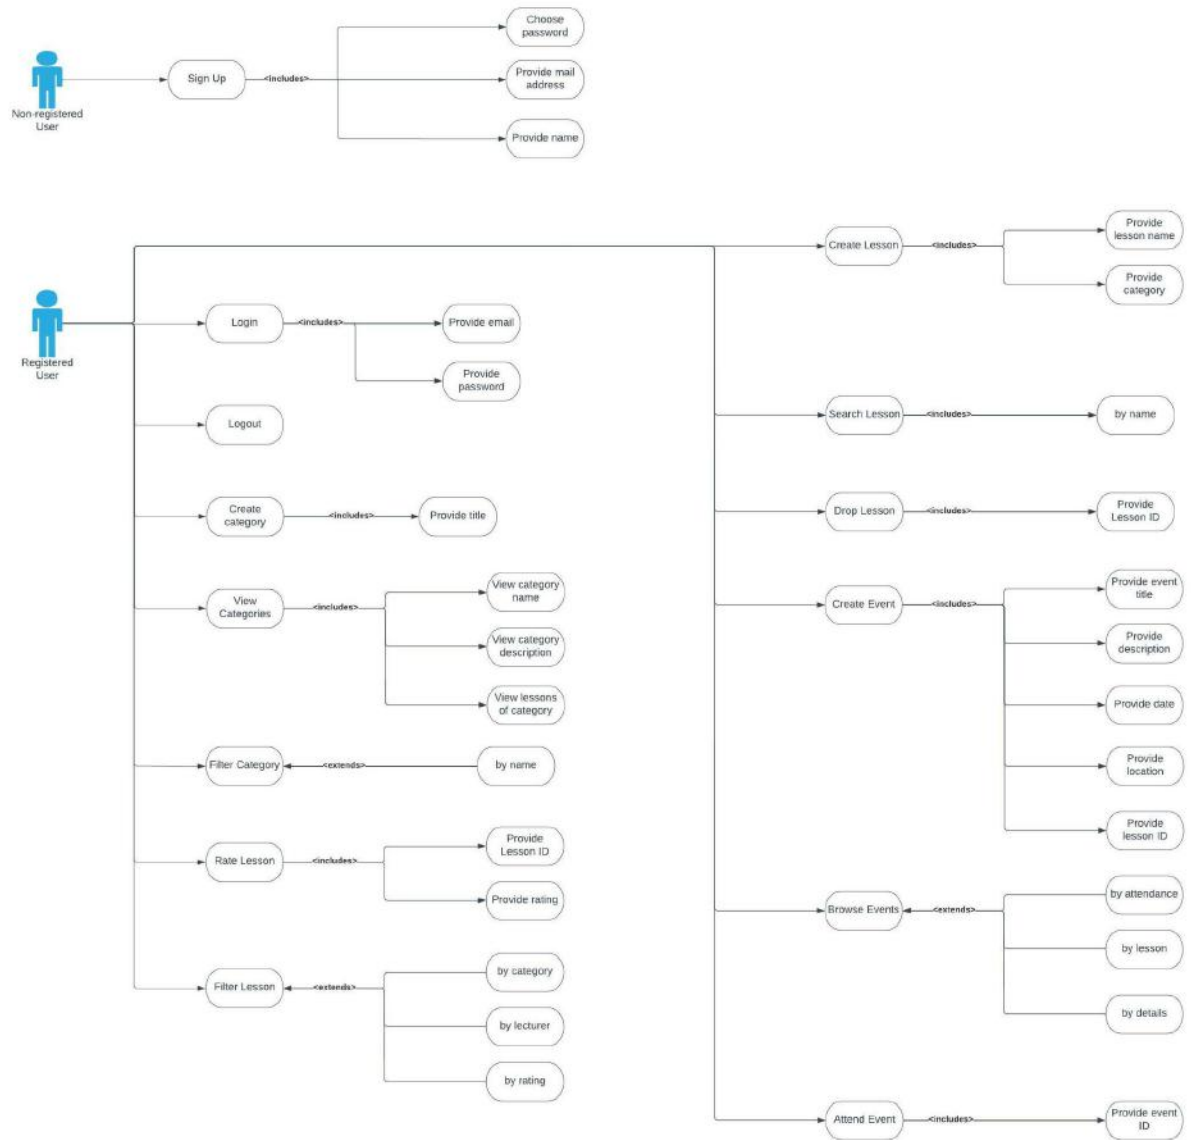 Choose
password
Sign Up
<includes>
Provide mail
address
Non-registered
User
Provide name
Provide
lesson name
Create Lesson
<includes>
Provide
category
Registered
User
Login
<includes>
Provide email
Provide
password
Logout
Search Lesson
<includes>
by name
Create
category
<includes>
Provide title
Drop Lesson
<includes>
Provide
Lesson ID
View
Categories
<includes>
View category
name
View category
description
View lessons
of category
Create Event
<includes>
Provide event
title
Provide
description
Provide date
Provide
location
Provide
lesson ID
Filter Category
<extends>
by name
Rate Lesson
<includes>
Provide
Lesson ID
Provide rating
Browse Events
<extends>
by attendance
by lesson
by details
Filter Lesson
<extends>
by category
by lecturer
by rating
Attend Event
<includes>
Provide event
ID